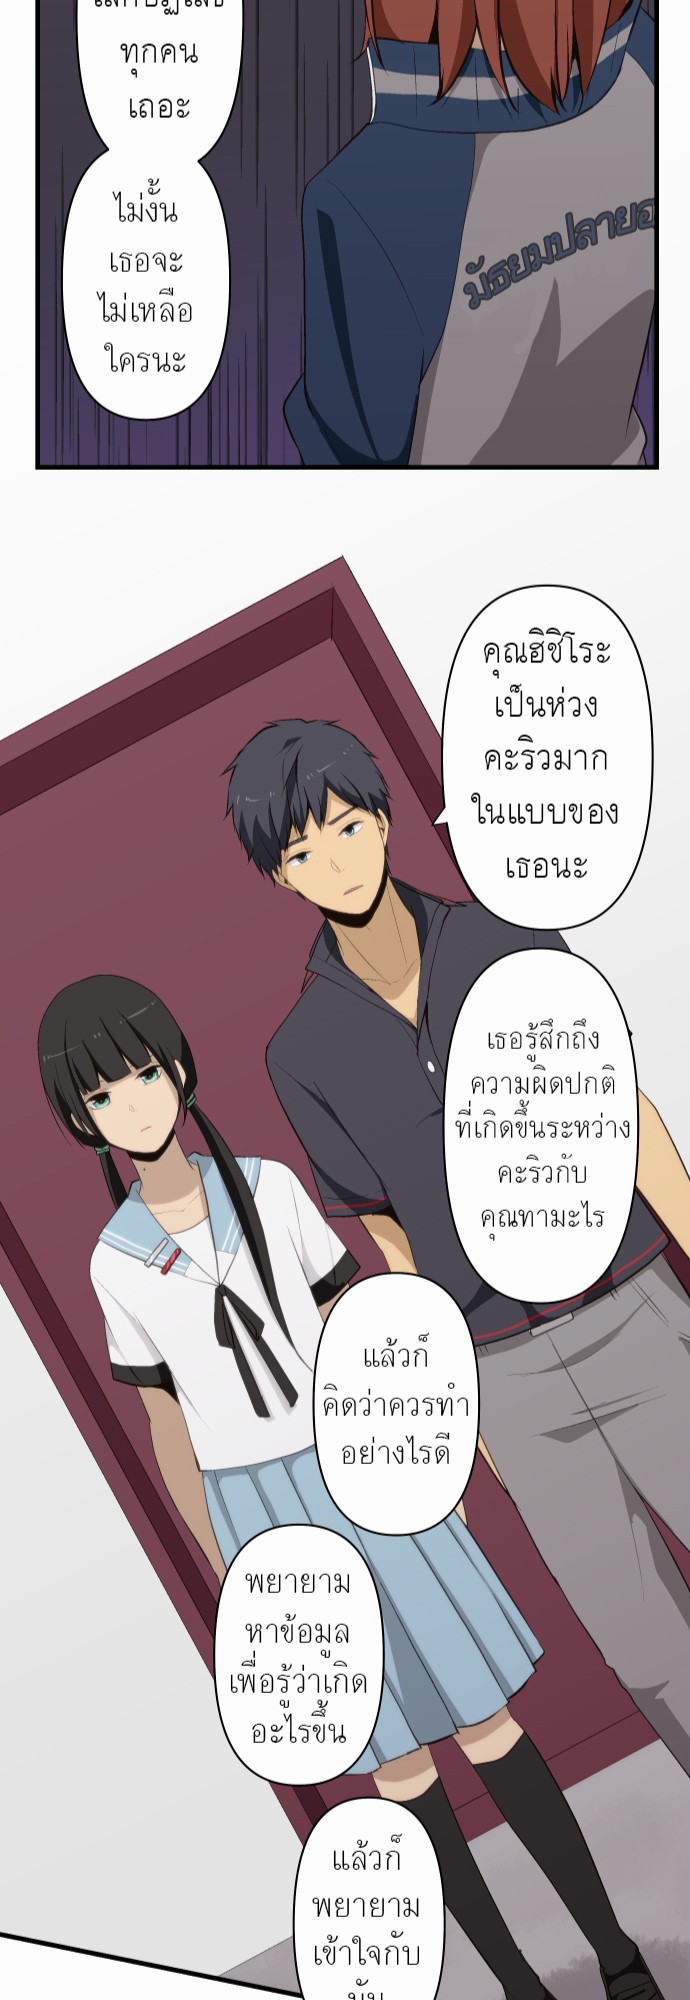 ทุกคน
เถอะ
ไม่งั้น
เธอจะ
ไม่เหลือ
ใครนะ
มัธยมปลายอ
คุณฮิชิโระ
เป็นห่วง
คะริวมาก
ในแบบของ
เธอนะ
เธอรู้สึกถึง
ความผิดปกติ
ที่เกิดขึ้นระหว่าง
คะริวกับ
คุณทามะไร
แล้วก็
คิดว่าควรทำ
อย่างไรดี
พยายาม
หาข้อมูล
เพื่อรู้ว่าเกิด
อะไรขึ้น
แล้วก็
พยายาม
เข้าใจกับ
มัน